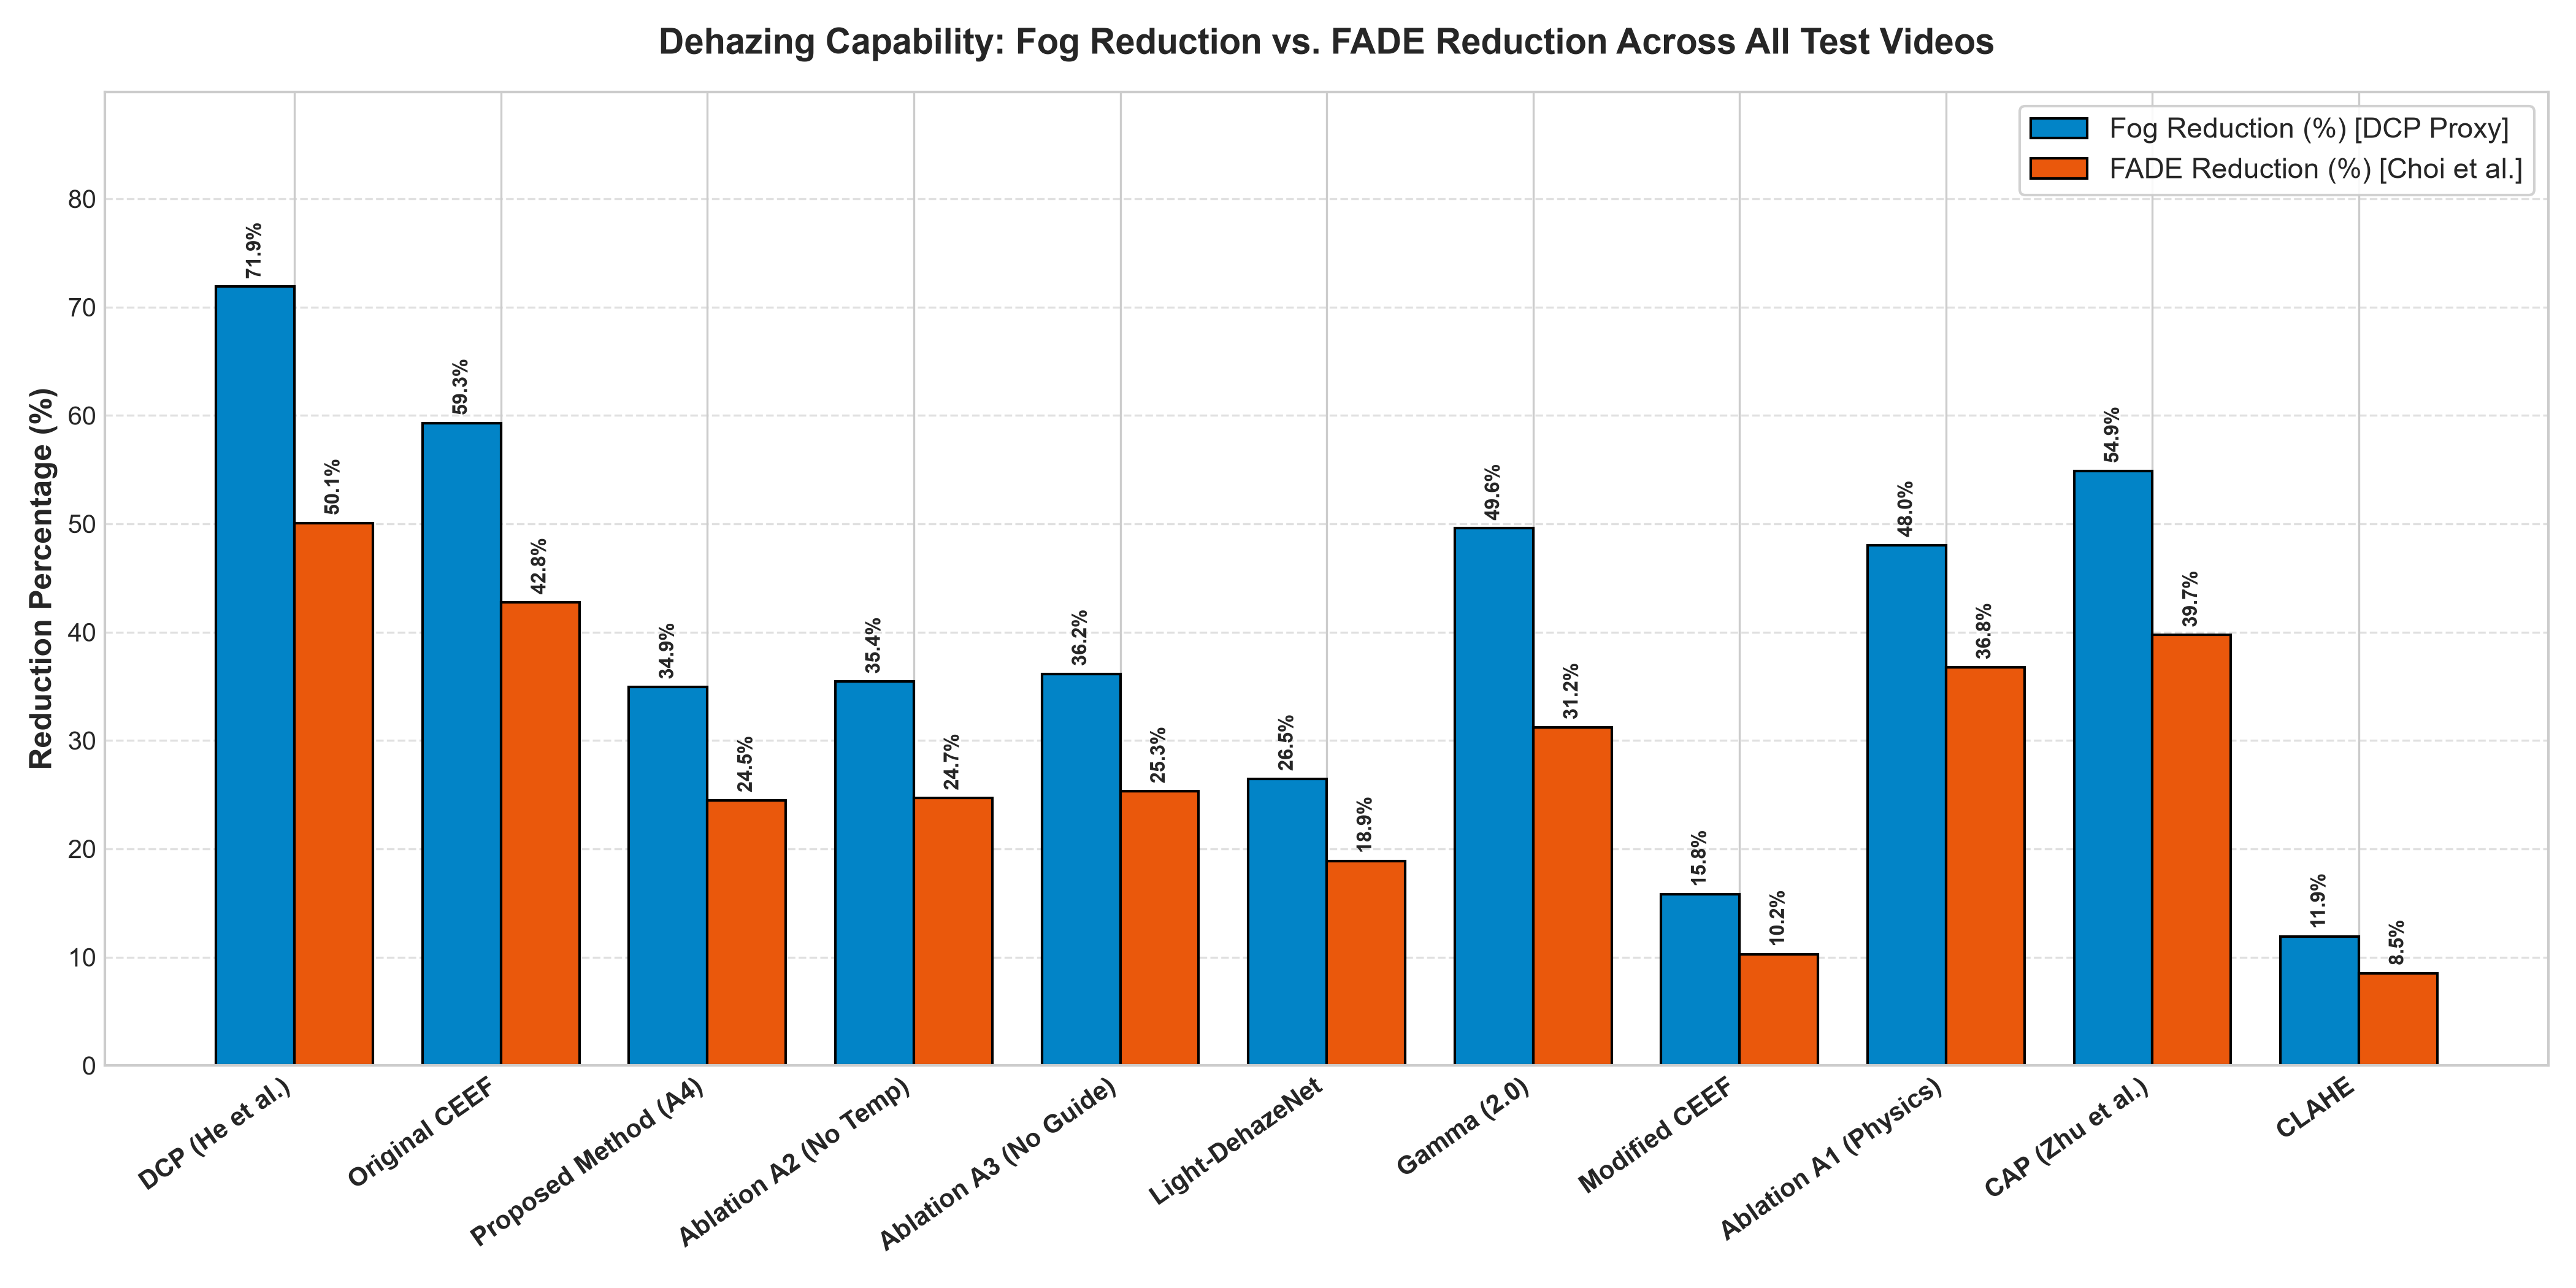 Dehazing Capability: Fog Reduction vs. FADE Reduction Across All Test Videos
Fog Reduction (%) [DCP Proxy]
FADE Reduction (%) [Choi et al.]
Reduction Percentage (%)
80
70
60
50
40
30
20
10
0
71.9%
50.1%
59.3%
42.8%
34.9%
24.5%
35.4%
24.7%
36.2%
25.3%
26.5%
18.9%
49.6%
31.2%
15.8%
10.2%
48.0%
36.8%
54.9%
39.7%
11.9%
8.5%
DCP (He et al.)
Original CEEF
Proposed Method (A4)
Ablation A2 (No Temp)
Ablation A3 (No Guide)
Light-DehazeNet
Gamma (2.0)
Modified CEEF
Ablation A1 (Physics)
CAP (Zhu et al.)
CLAHE